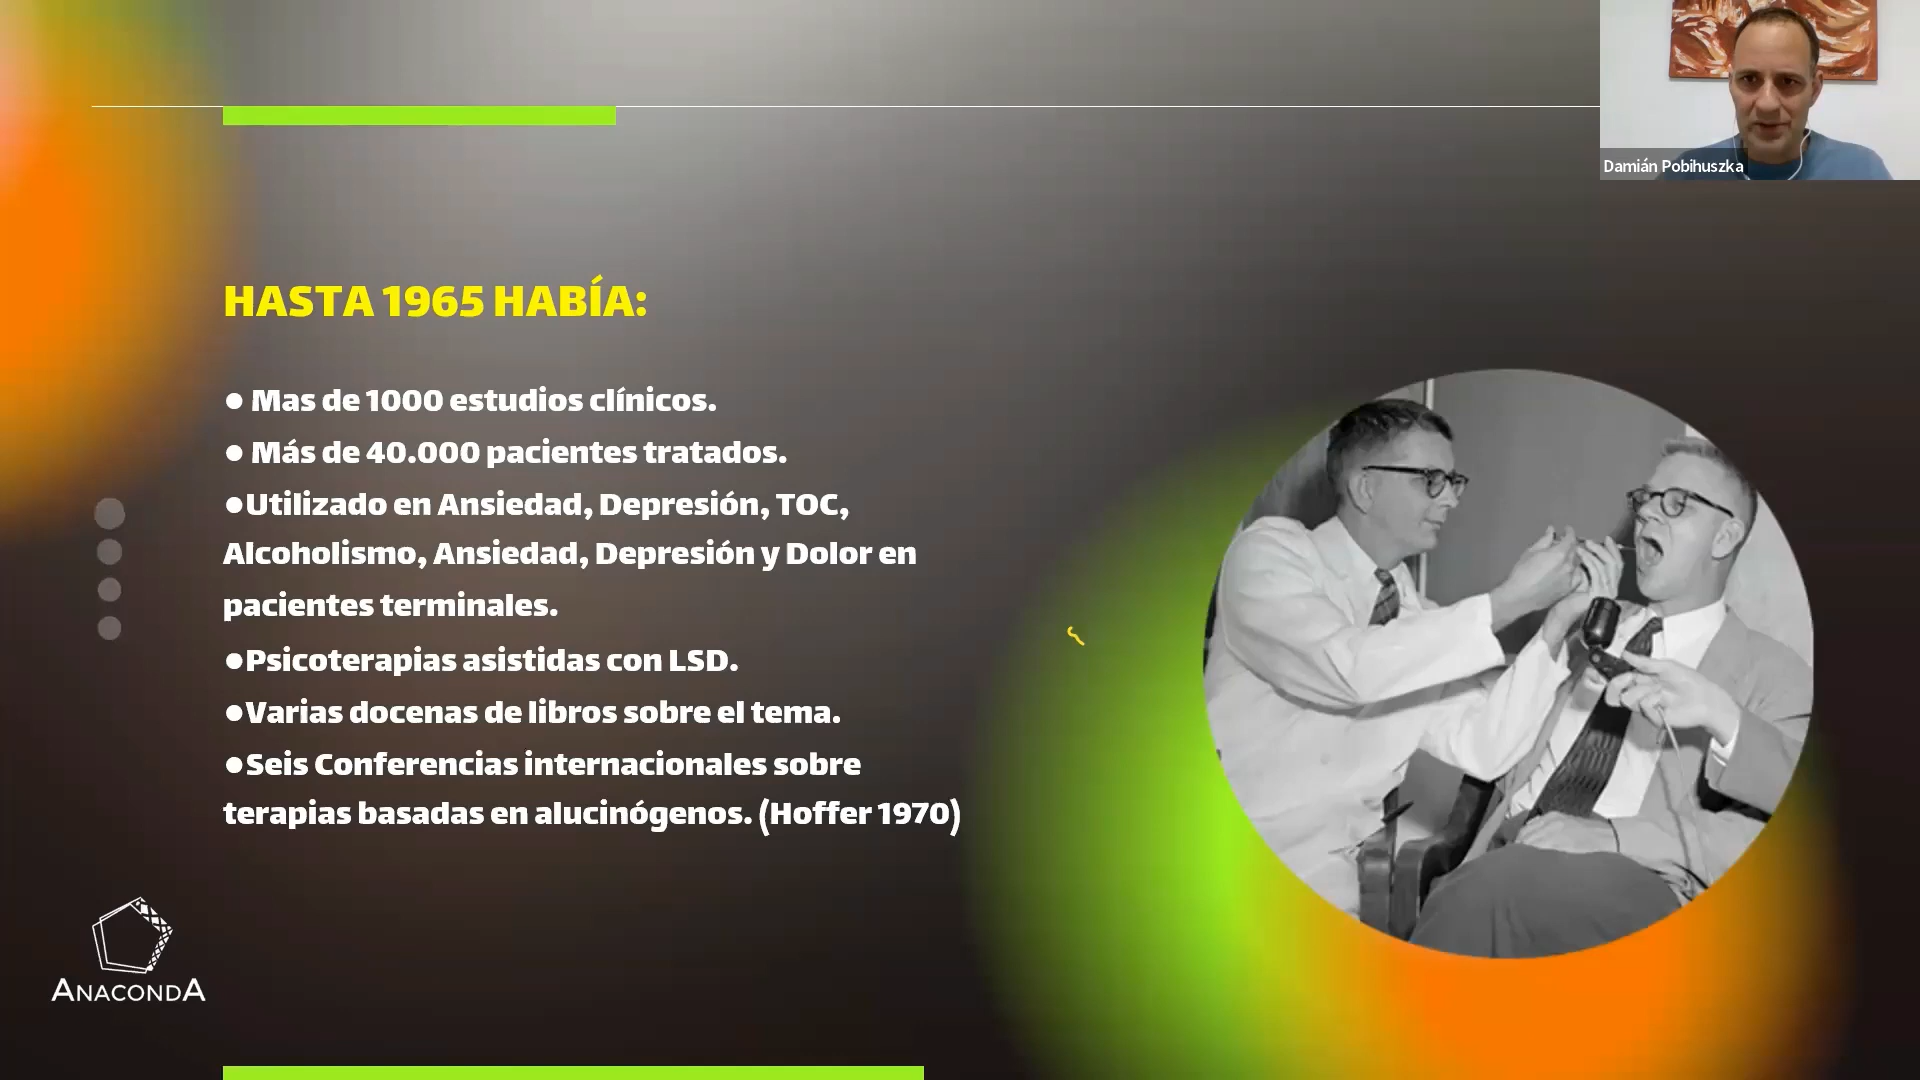 Damián Pobihuszka
HASTA 1965 HABÍA:
● Mas de 1000 estudios clínicos.
● Más de 40.000 pacientes tratados.
●Utilizado en Ansiedad, Depresión, TOC,
Alcoholismo, Ansiedad, Depresión y Dolor en
pacientes terminales.
●Psicoterapias asistidas con LSD.
●Varias docenas de libros sobre el tema.
●Seis Conferencias internacionales sobre
terapias basadas en alucinógenos. (Hoffer 1970)
ANACONDA